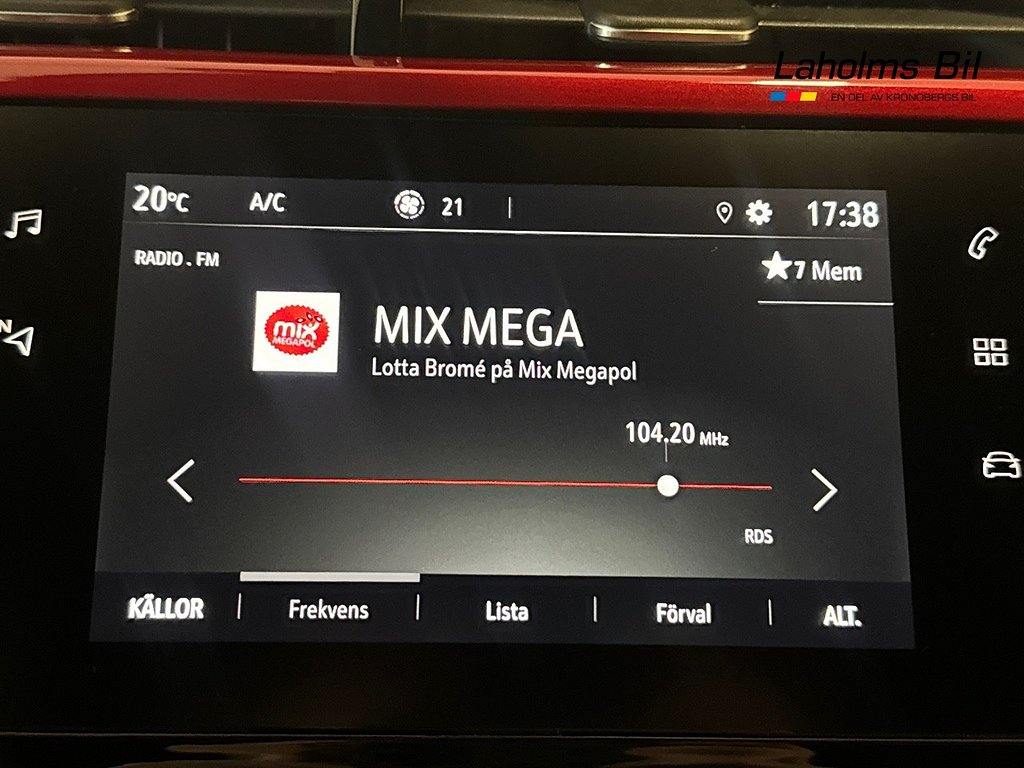 Laholms Bil
EN DEL AV KRONOBERGS BIL
20°C A/C 21 17:38
RADIO . FM
7 Mem
mix
MEGAPOL
MIX MEGA
Lotta Bromé på Mix Megapol
104.20 MHz
RDS
N
KÄLLOR Frekvens Lista Förval ALT.